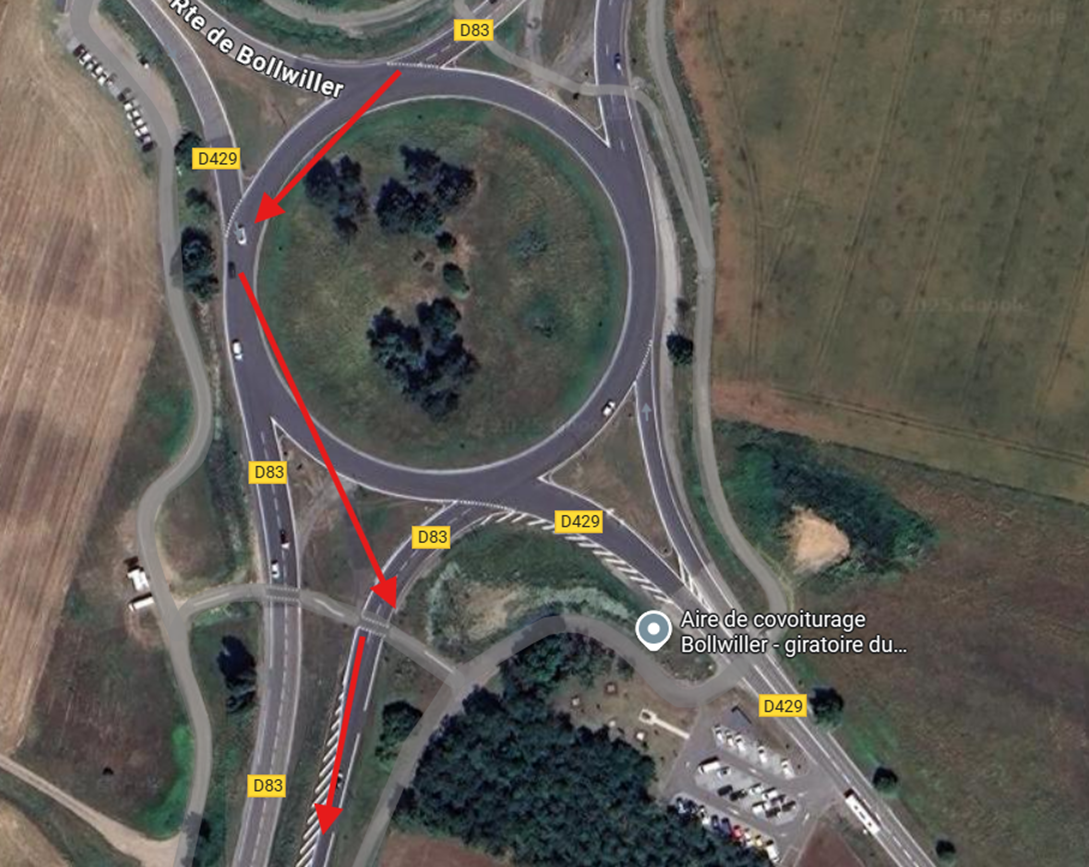 D83
Rte de Bollwiller
D429
D83
D83
D429
Aire de covoiturage
Bollwiller - giratoire du...
D429
D83